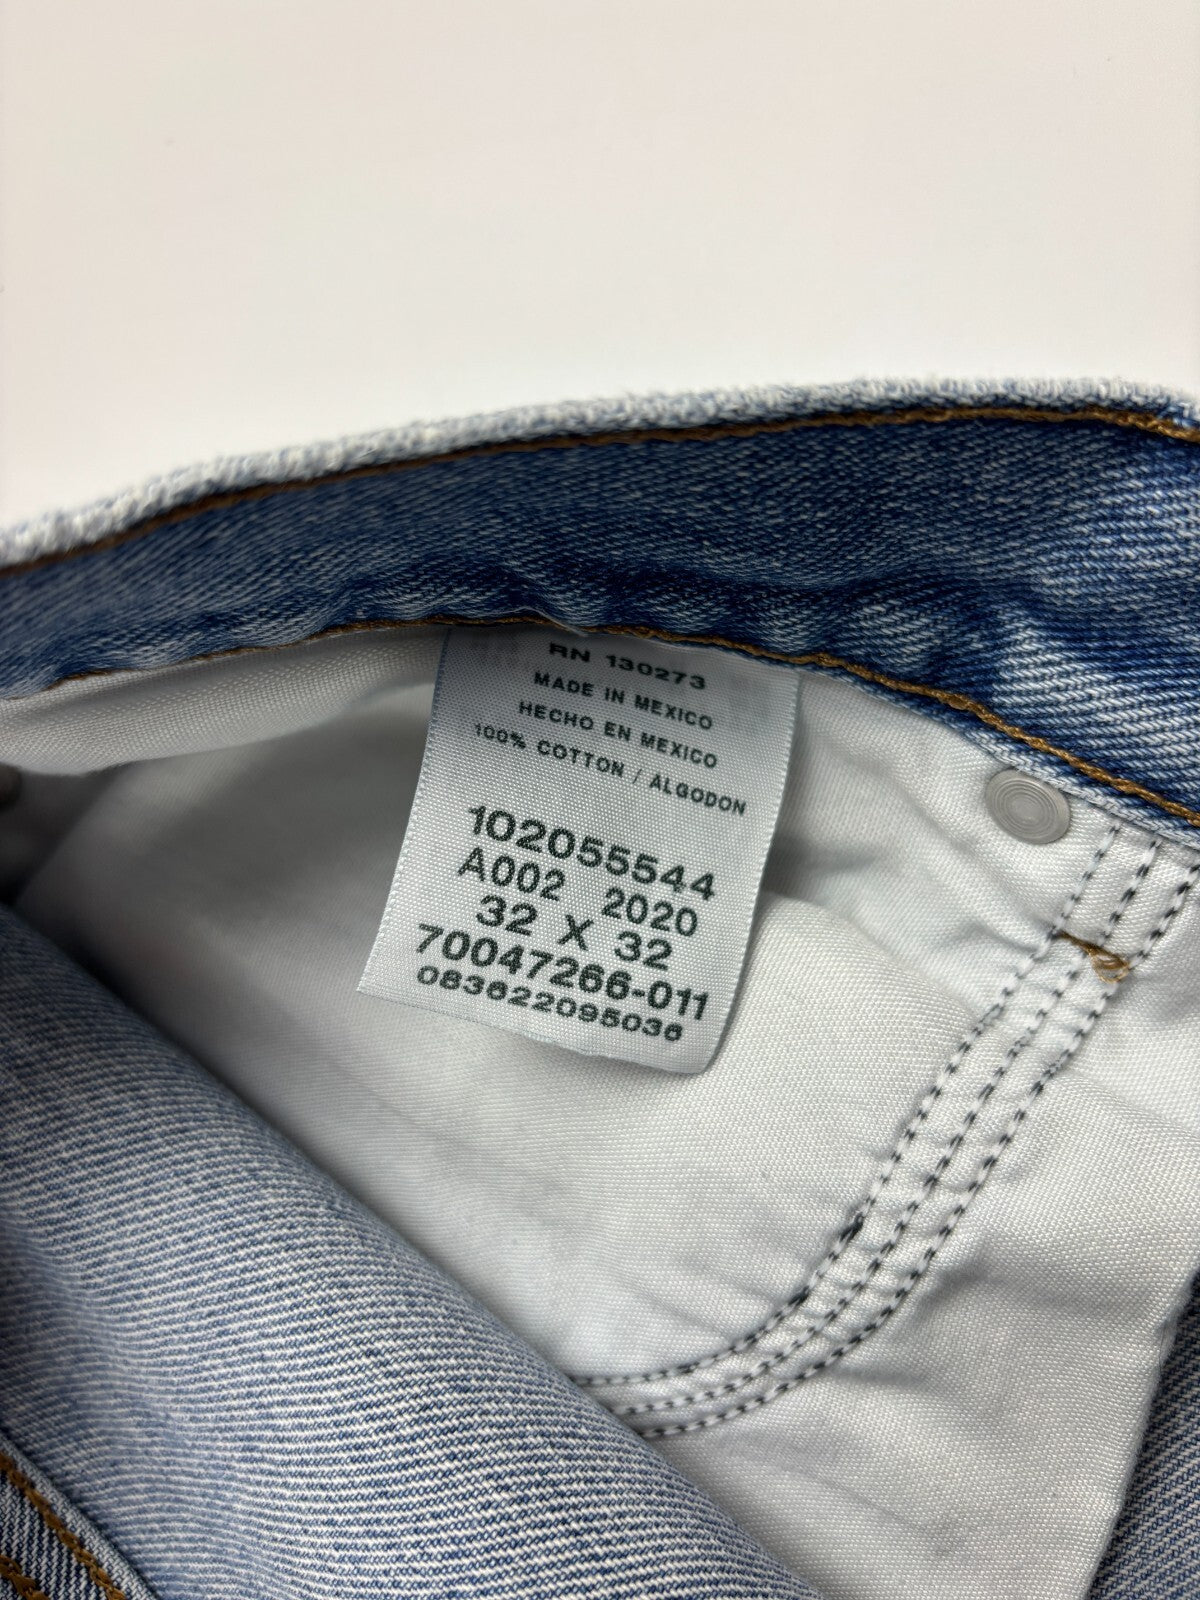 RN 130273
MADE IN MEXICO
HECHO EN MEXICO
100% COTTON / ALGODON
102055544
A002 2020
32 X 32
70047266-011
083622095036